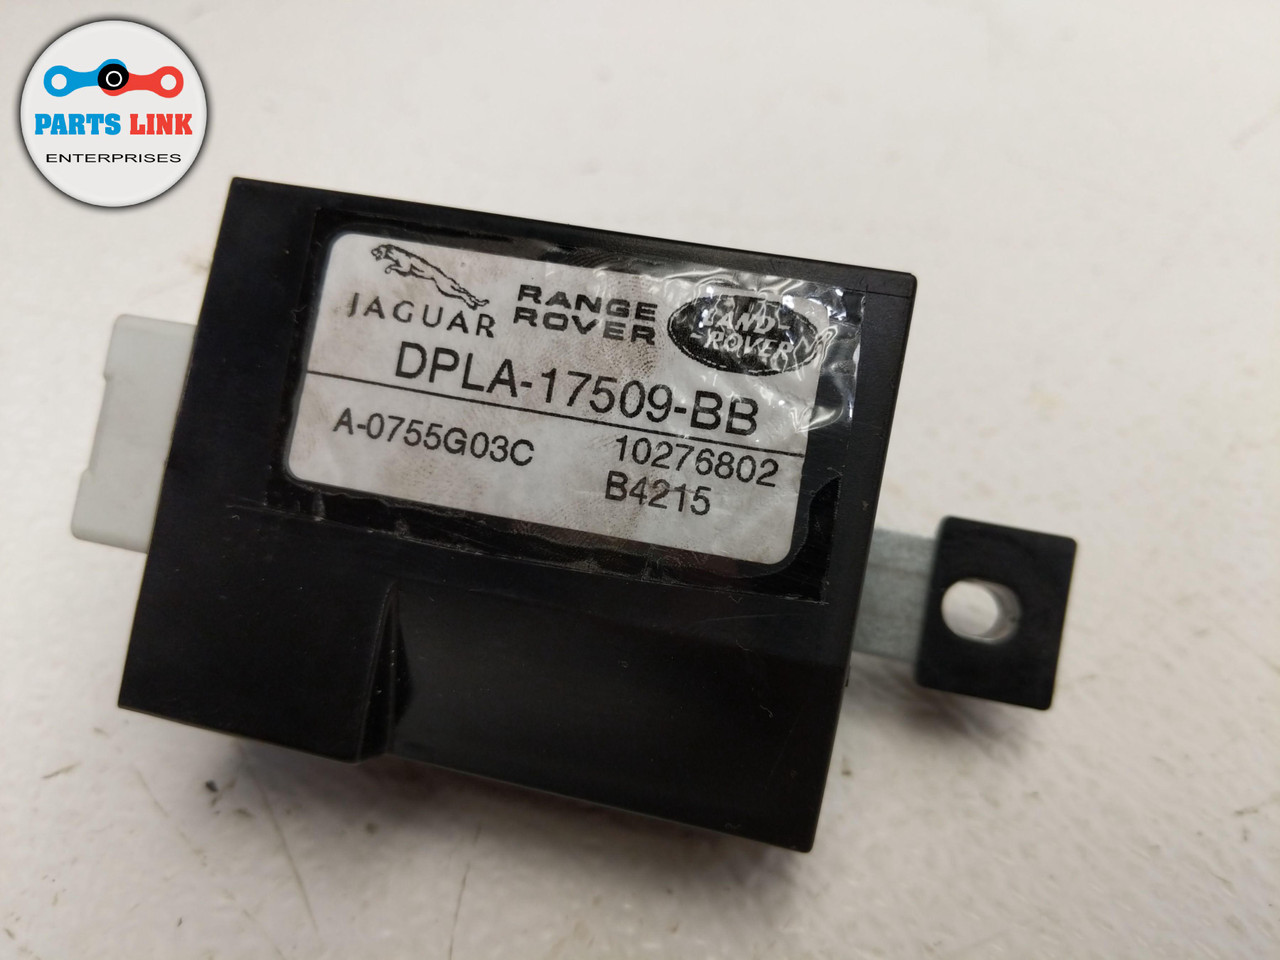 PARTS LINK
ENTERPRISES
JAGUAR
RANGE
ROVER
LAND-
-ROVER
DPLA-17509-BB
A-0755G03C 10276802
B4215